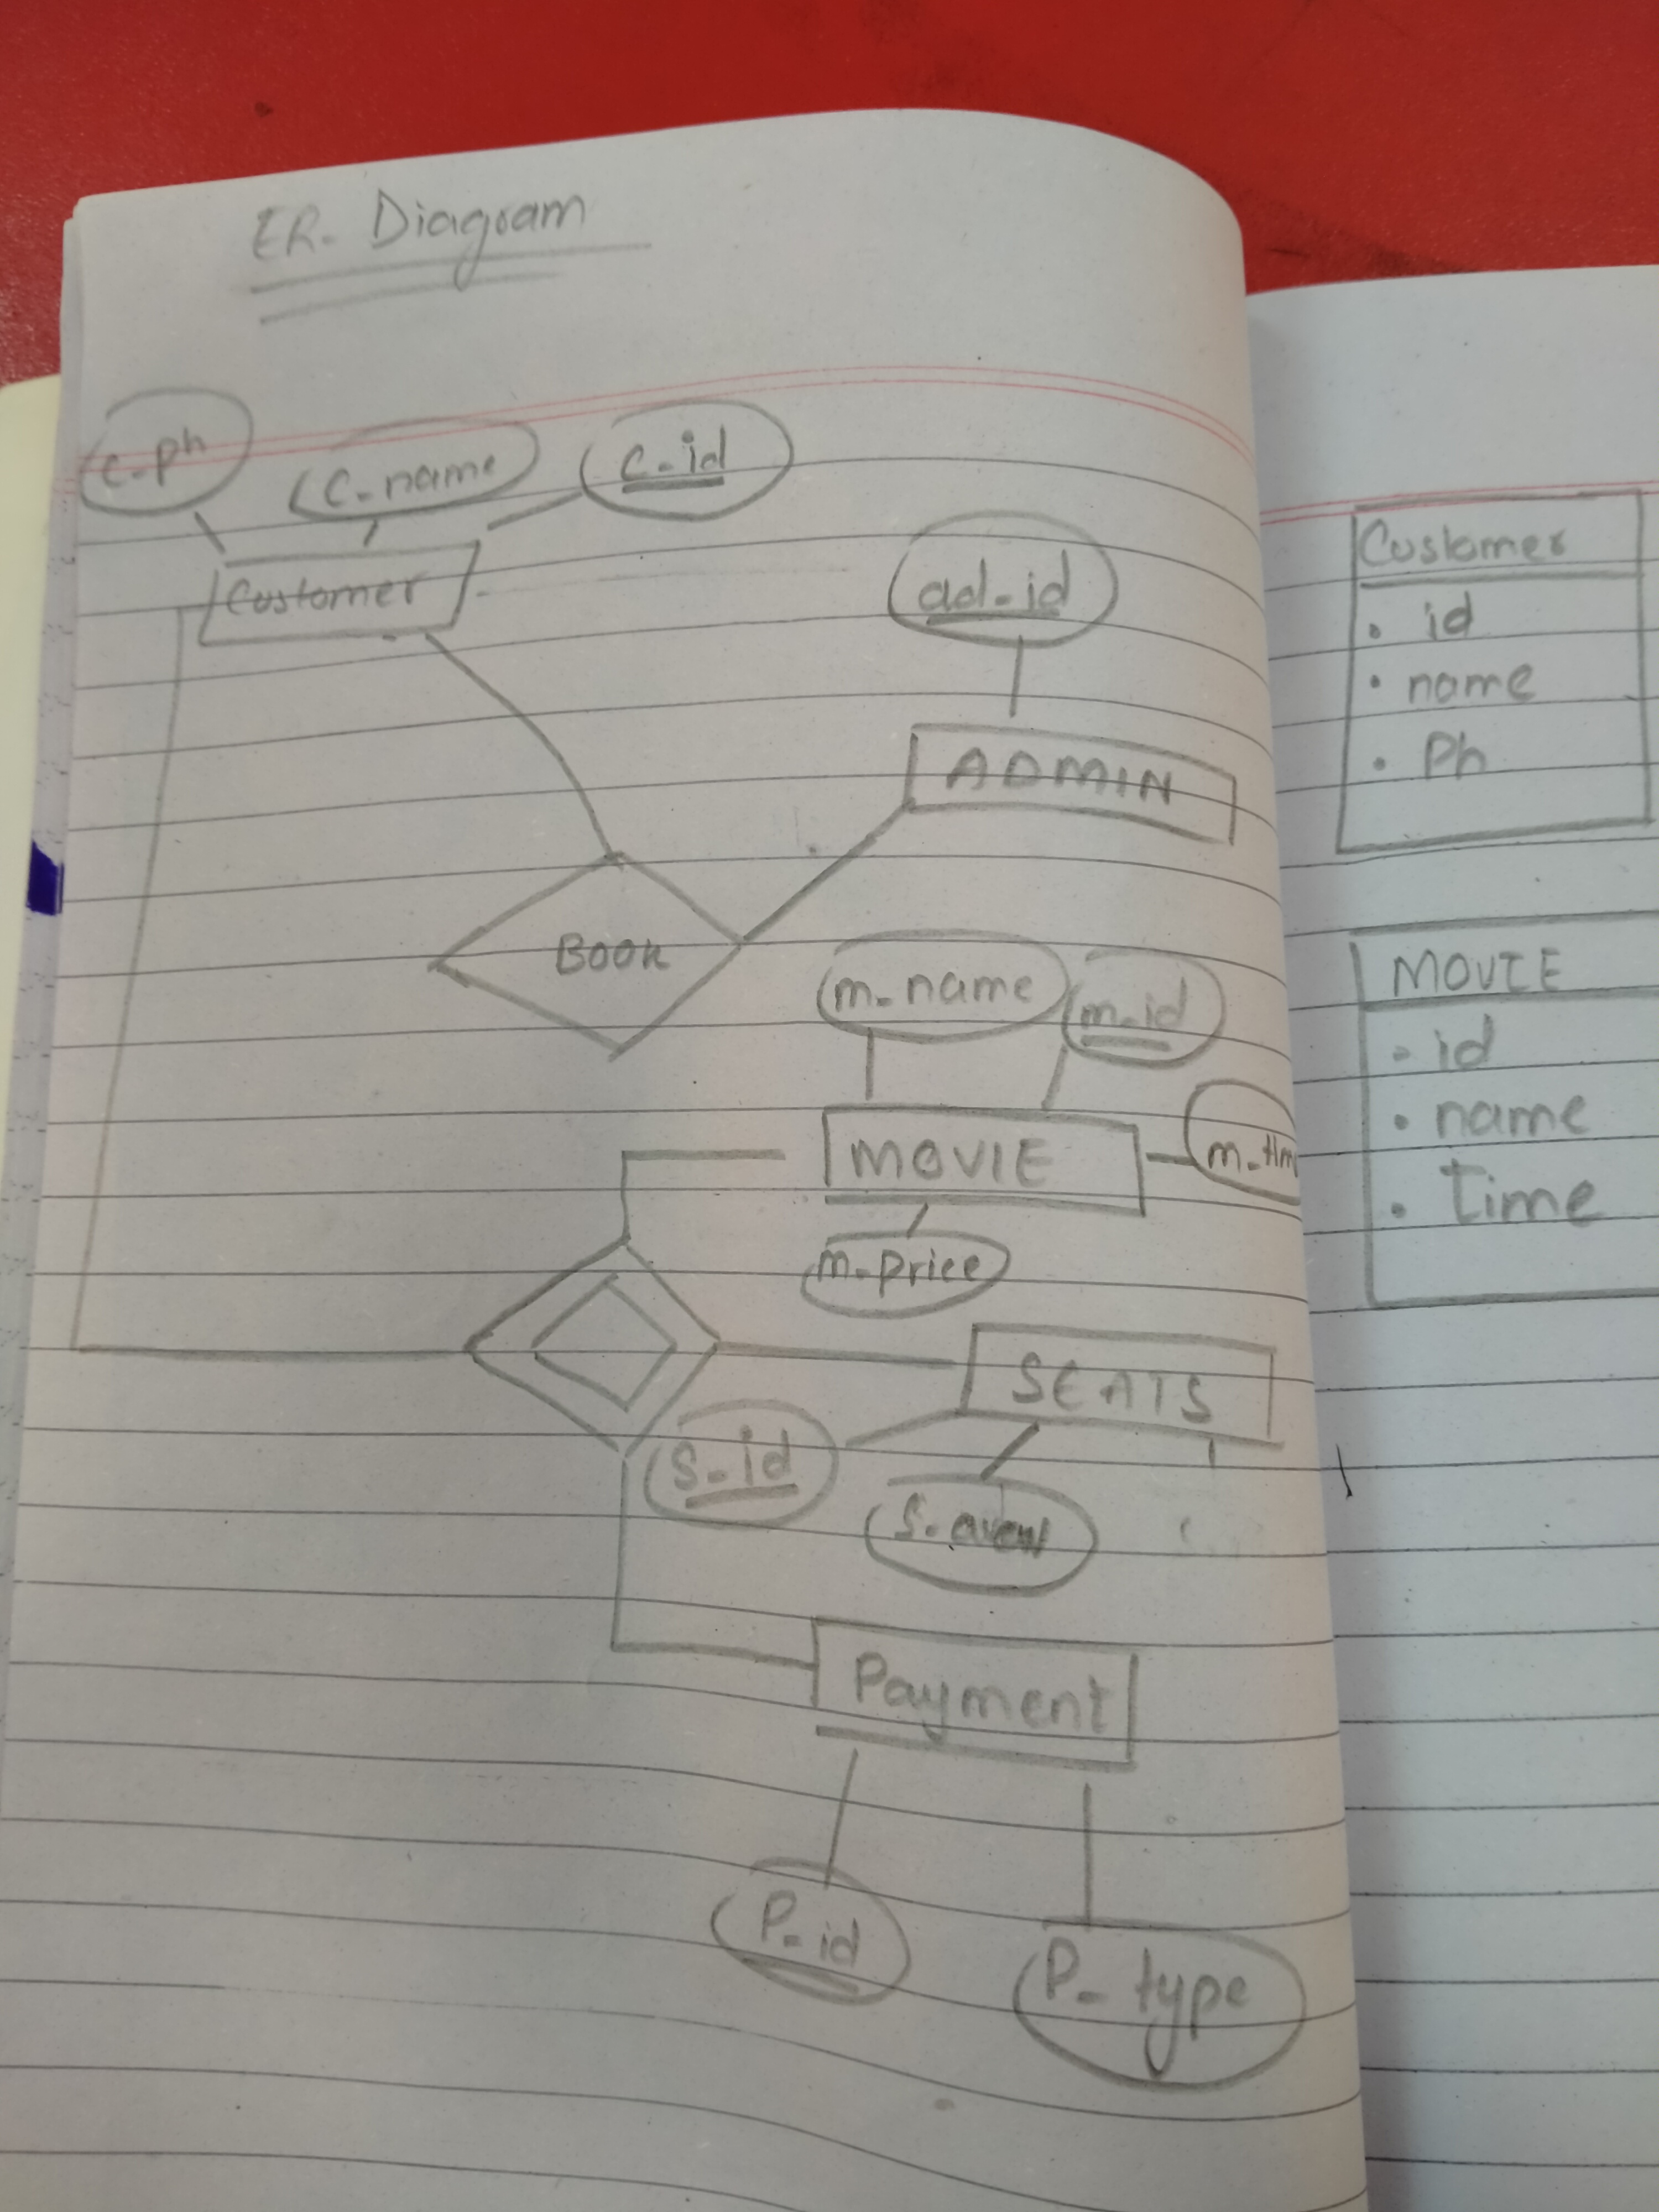 ER. Diagram
c-ph
c-name
c-id
Customer
ad-id
ADMIN
Book
m-name
m-id
MOVIE
m-tim
m-price
SEATS
S-id
Payment
P-id
P-type
Customer
• id
• name
• Ph
MOVIE
• id
• name
• time